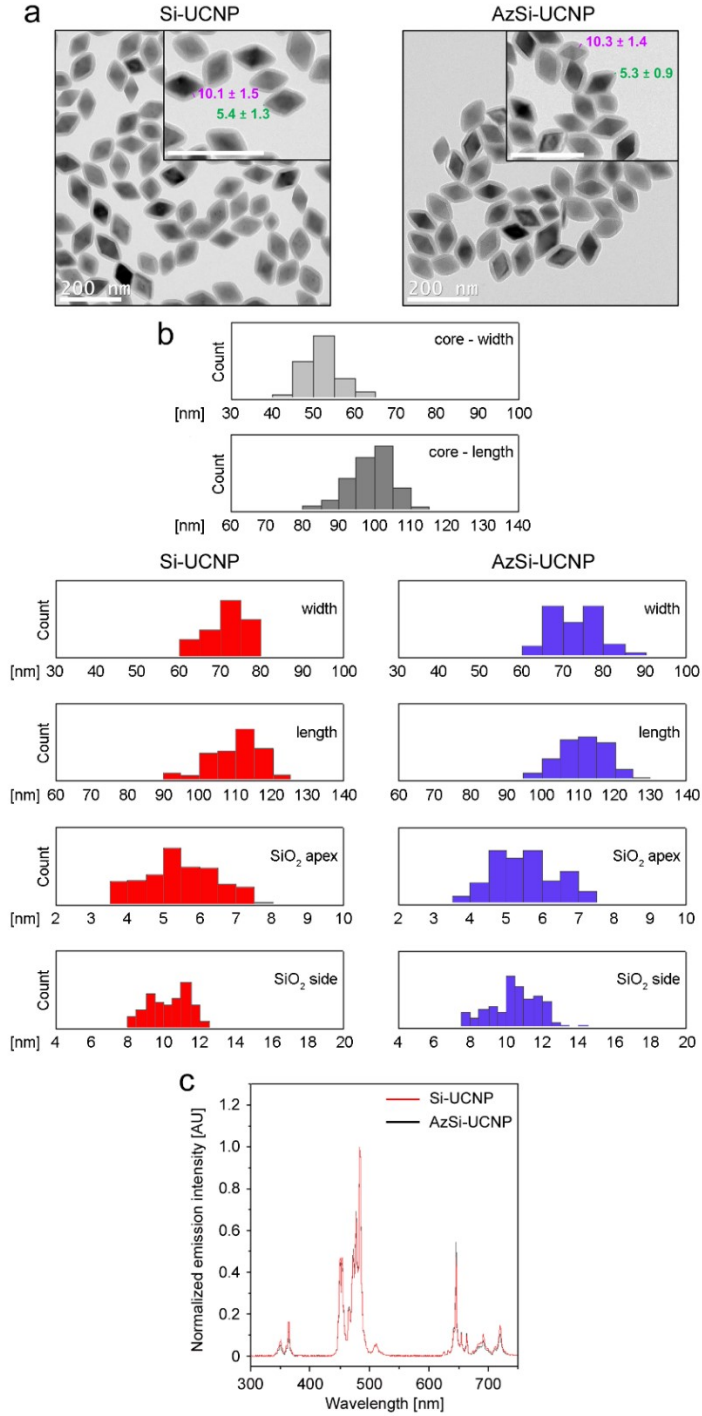 a
Si-UCNP
AzSi-UCNP
10.1 ± 1.5
5.4 ± 1.3
10.3 ± 1.4
5.3 ± 0.9
200 nm
200 nm
b
Count
core - width
[nm]
30 40 50 60 70 80 90 100
Count
core - length
[nm]
60 70 80 90 100 110 120 130 140
Si-UCNP
AzSi-UCNP
Count
width
width
[nm]
30 40 50 60 70 80 90 100
30 40 50 60 70 80 90 100
Count
length
length
[nm]
60 70 80 90 100 110 120 130 140
60 70 80 90 100 110 120 130 140
Count
SiO₂ apex
SiO₂ apex
[nm]
2 3 4 5 6 7 8 9 10
2 3 4 5 6 7 8 9 10
Count
SiO₂ side
SiO₂ side
[nm]
4 6 8 10 12 14 16 18 20
4 6 8 10 12 14 16 18 20
c
Si-UCNP
AzSi-UCNP
Normalized emission intensity [AU]
1.2
1.0
0.8
0.6
0.4
0.2
0
300 400 500 600 700
Wavelength [nm]